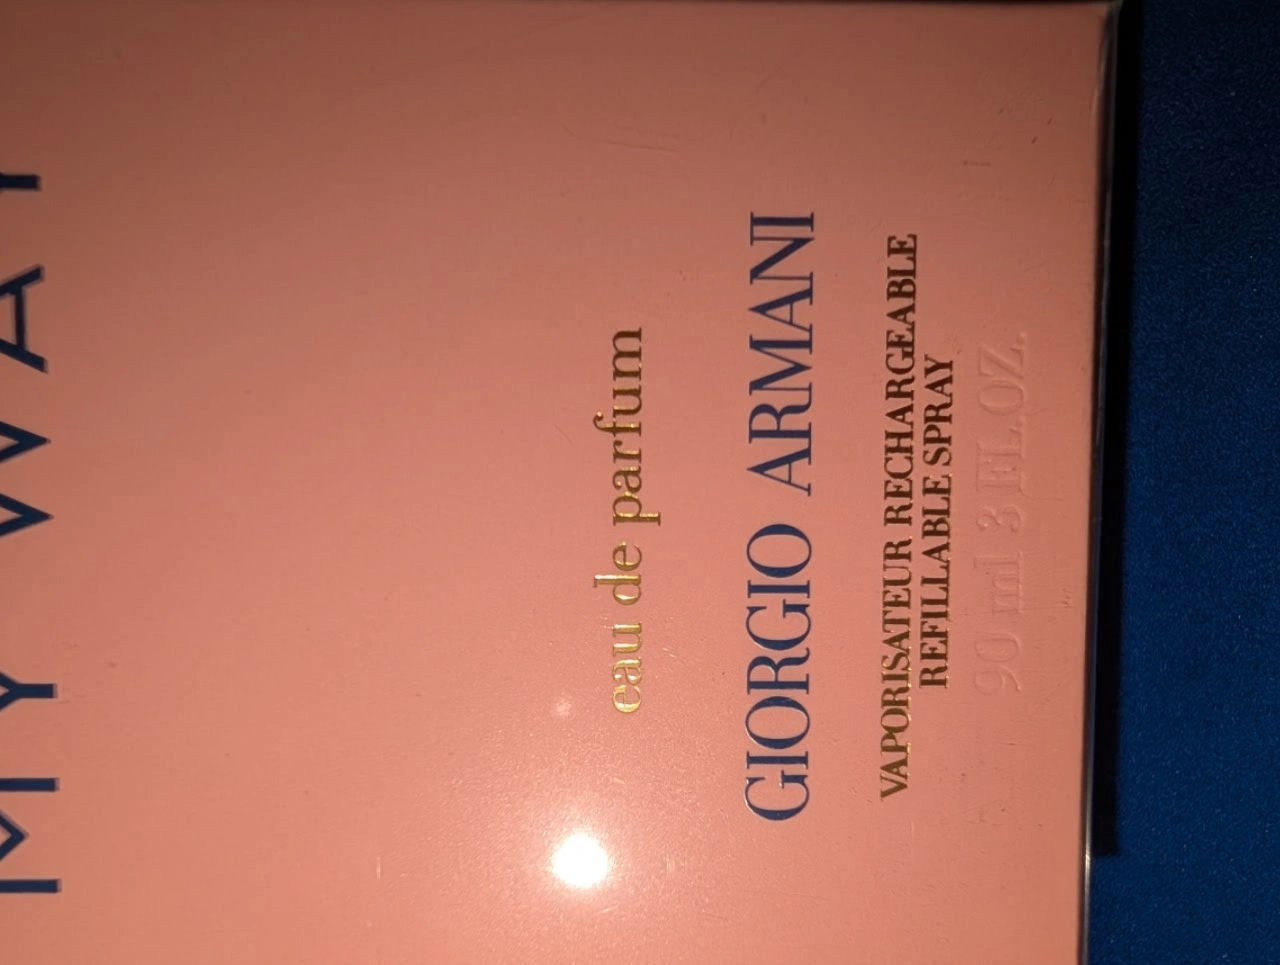 MY WAY
eau de parfum
GIORGIO ARMANI
VAPORISATEUR RECHARGEABLE
REFILLABLE SPRAY
90 ml 3 FL.OZ.